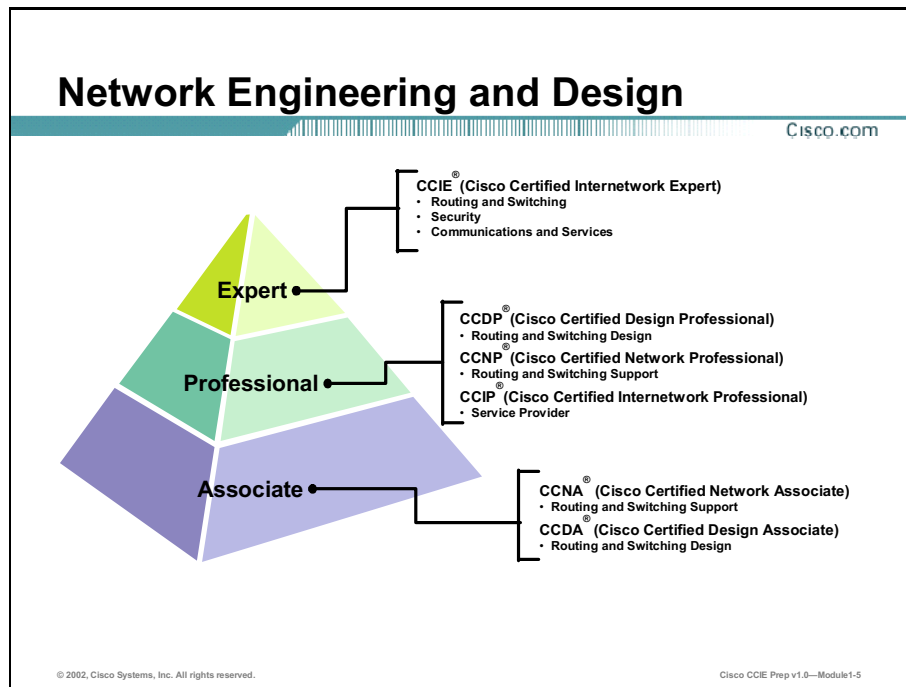 Network Engineering and Design
Cisco.com
CCIE® (Cisco Certified Internetwork Expert)
• Routing and Switching
• Security
• Communications and Services
Expert
CCDP® (Cisco Certified Design Professional)
• Routing and Switching Design
CCNP® (Cisco Certified Network Professional)
• Routing and Switching Support
CCIP® (Cisco Certified Internetwork Professional)
• Service Provider
Professional
CCNA® (Cisco Certified Network Associate)
• Routing and Switching Support
CCDA® (Cisco Certified Design Associate)
• Routing and Switching Design
Associate
© 2002, Cisco Systems, Inc. All rights reserved.
Cisco CCIE Prep v1.0—Module1-5